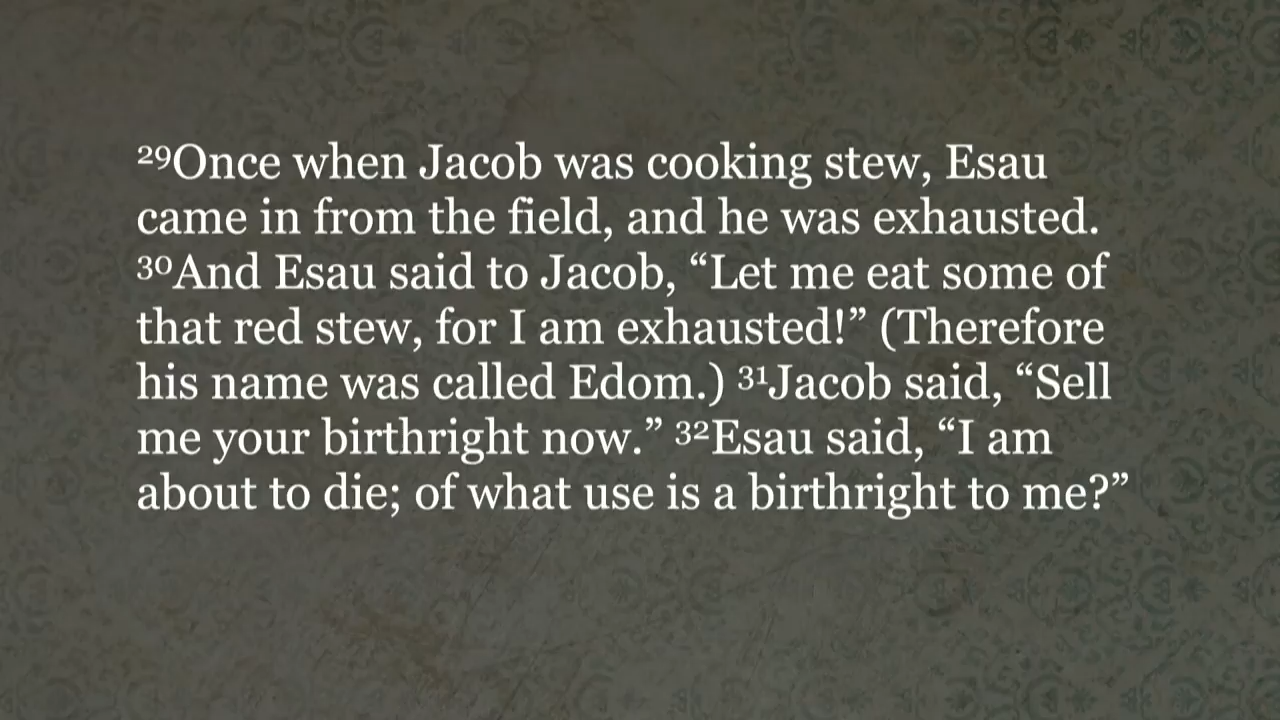 ²⁹Once when Jacob was cooking stew, Esau
came in from the field, and he was exhausted.
³⁰And Esau said to Jacob, “Let me eat some of
that red stew, for I am exhausted!” (Therefore
his name was called Edom.) ³¹Jacob said, “Sell
me your birthright now.” ³²Esau said, “I am
about to die; of what use is a birthright to me?”